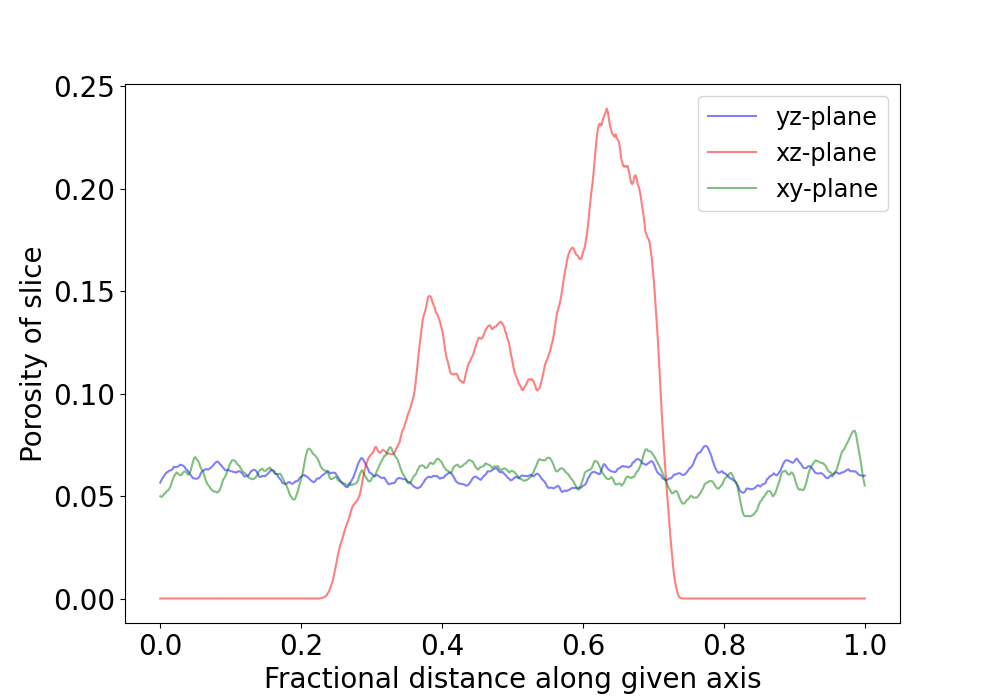 yz-plane
xz-plane
xy-plane
Porosity of slice
0.25
0.20
0.15
0.10
0.05
0.00
0.0 0.2 0.4 0.6 0.8 1.0
Fractional distance along given axis